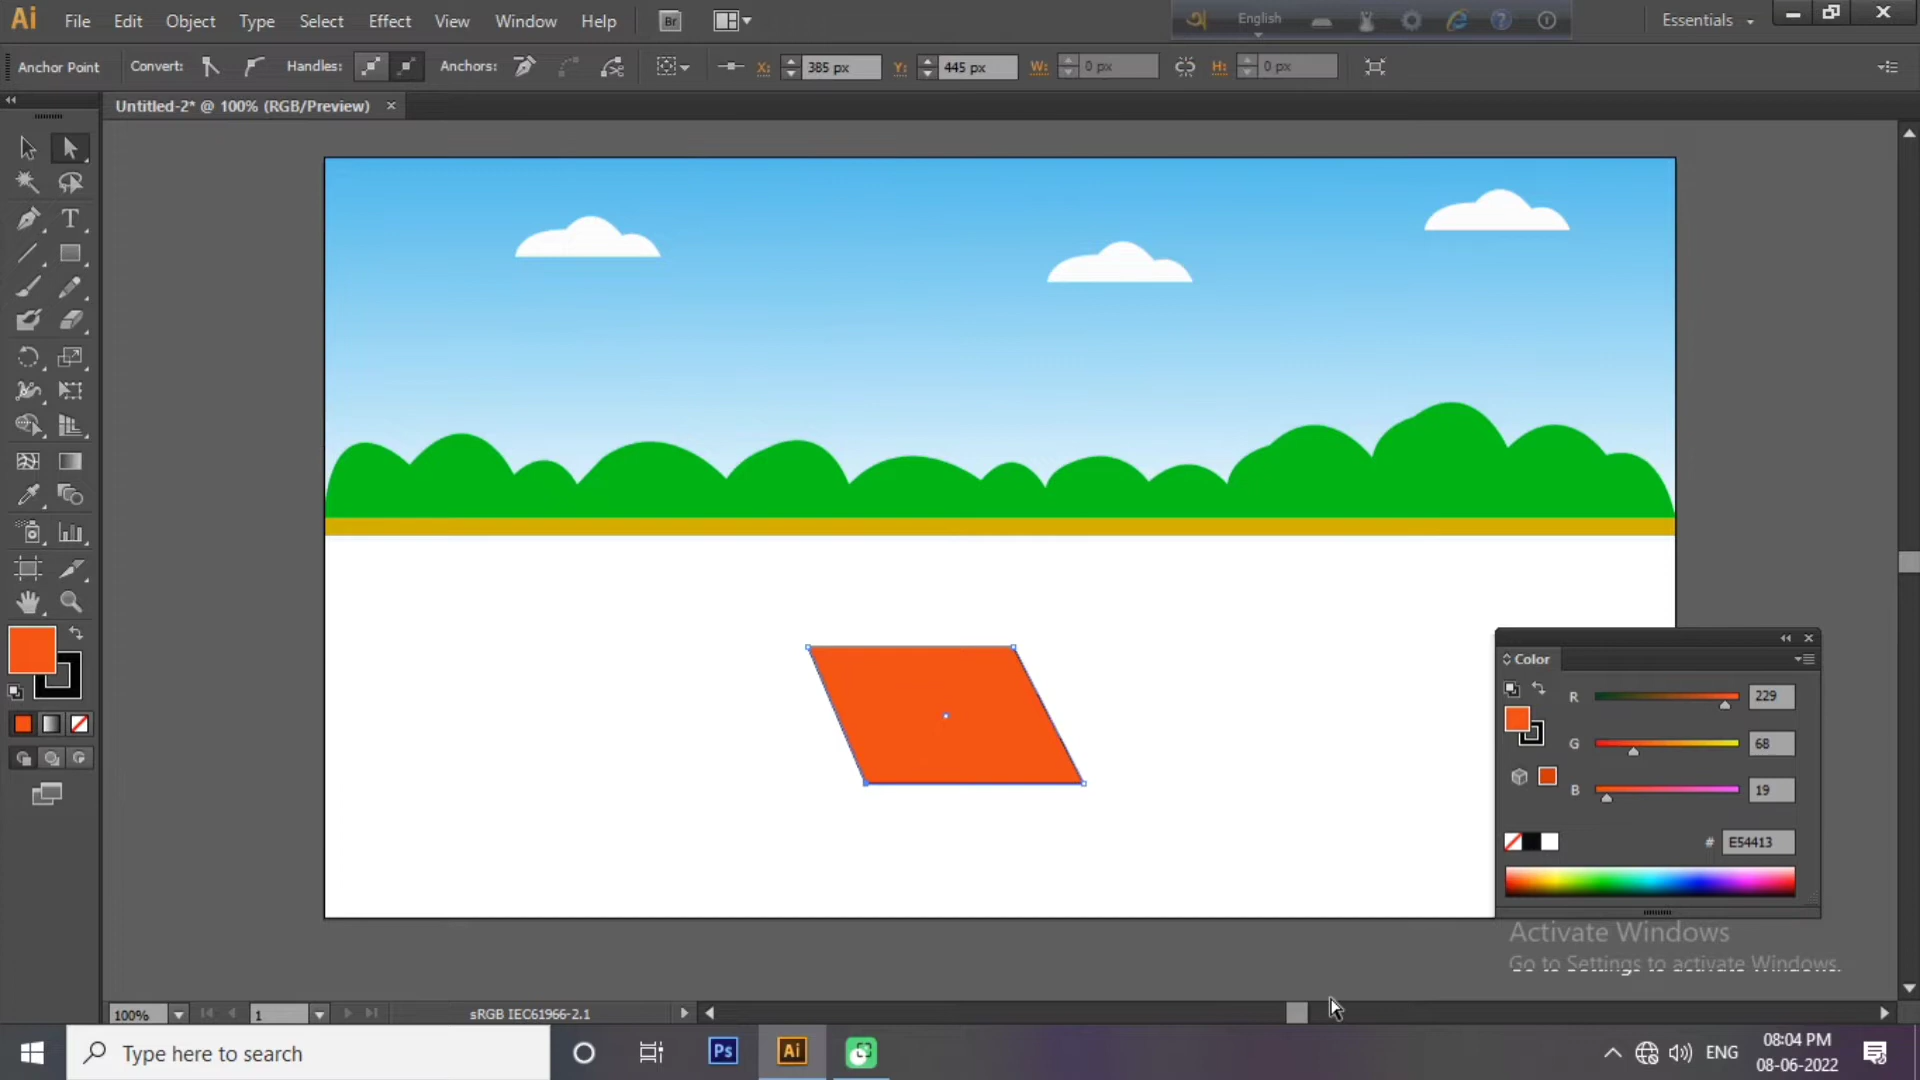 Ai File Edit Object Type Select Effect View Window Help Br English Essentials
Anchor Point Convert: Handles: Anchors: X: 385 px Y: 445 px W: 0 px H: 0 px
Untitled-2* @ 100% (RGB/Preview)
T
Color
R 229
G 68
B 19
# E54413
Activate Windows
Go to Settings to activate Windows.
100% 1 sRGB IEC61966-2.1
Type here to search Ps Ai ENG 08:04 PM
08-06-2022